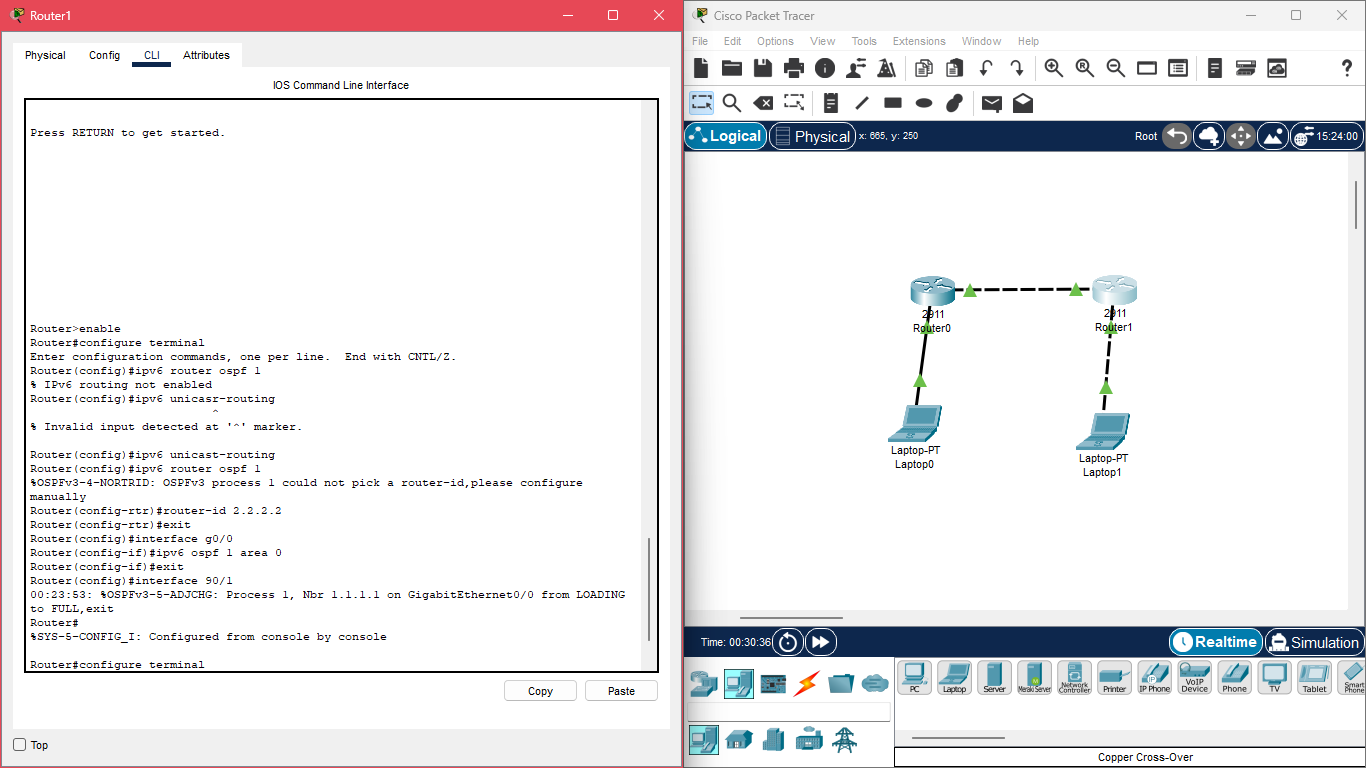 Router1
Physical Config CLI Attributes
IOS Command Line Interface
Press RETURN to get started.
Router>enable
Router#configure terminal
Enter configuration commands, one per line.  End with CNTL/Z.
Router(config)#ipv6 router ospf 1
% IPv6 routing not enabled
Router(config)#ipv6 unicasr-routing
^
% Invalid input detected at '^' marker.
Router(config)#ipv6 unicast-routing
Router(config)#ipv6 router ospf 1
%OSPFv3-4-NORTRID: OSPFv3 process 1 could not pick a router-id,please configure
manually
Router(config-rtr)#router-id 2.2.2.2
Router(config-rtr)#exit
Router(config)#interface g0/0
Router(config-if)#ipv6 ospf 1 area 0
Router(config-if)#exit
Router(config)#interface 90/1
00:23:53: %OSPFv3-5-ADJCHG: Process 1, Nbr 1.1.1.1 on GigabitEthernet0/0 from LOADING
to FULL,exit
Router#
%SYS-5-CONFIG_I: Configured from console by console
Router#configure terminal
Copy Paste
Top
Cisco Packet Tracer
File Edit Options View Tools Extensions Window Help
Logical Physical x: 665, y: 250 Root 15:24:00
2911
Router0
2911
Router1
Laptop-PT
Laptop0
Laptop-PT
Laptop1
Time: 00:30:36 Realtime Simulation
PC Laptop Server Meraki Server Network Controller Printer IP Phone VoIP Device Phone TV Tablet Smart Phone
Copper Cross-Over